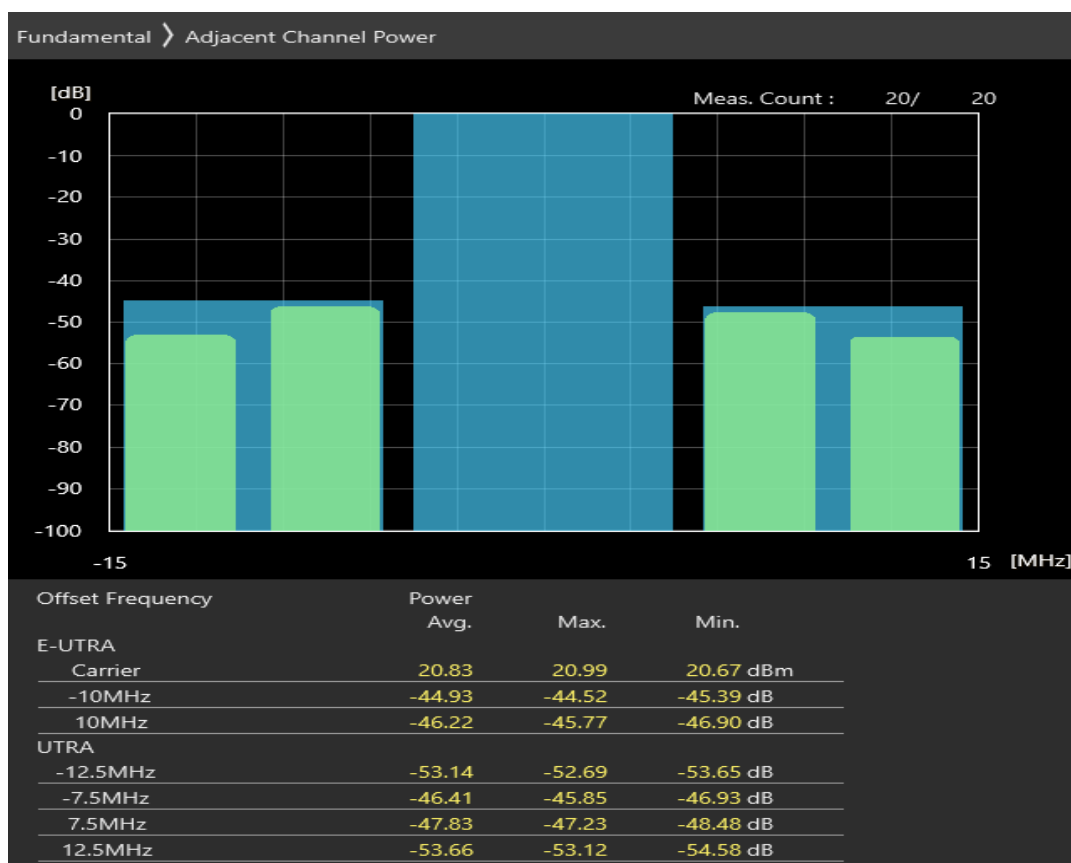 Fundamental ❯ Adjacent Channel Power
[dB]
Meas. Count : 20/ 20
0
-10
-20
-30
-40
-50
-60
-70
-80
-90
-100
-15 15 [MHz]
Offset Frequency Power
Avg. Max. Min.
E-UTRA
Carrier 20.83 20.99 20.67 dBm
-10MHz -44.93 -44.52 -45.39 dB
10MHz -46.22 -45.77 -46.90 dB
UTRA
-12.5MHz -53.14 -52.69 -53.65 dB
-7.5MHz -46.41 -45.85 -46.93 dB
7.5MHz -47.83 -47.23 -48.48 dB
12.5MHz -53.66 -53.12 -54.58 dB